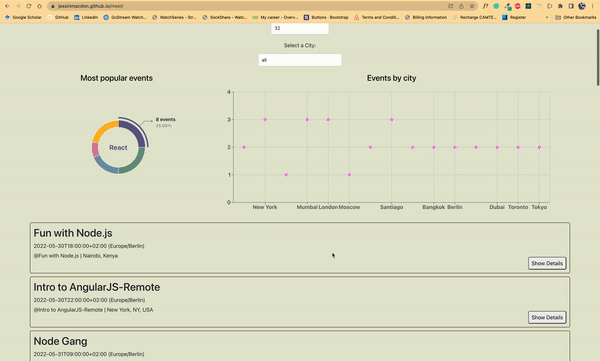 jessinmacdon.github.io/meet/
GitHub
LinkedIn
GoStream Watch...
WatchSeries - Str...
SockShare - Watc...
My career - Overv...
Buttons · Bootstrap
Terms and Conditi...
Billing Information
Recharge CAMTE...
Register
»
Other Bookmarks
32
Select a City:
all
Most popular events
Events by city
React
8 events
25.00%
4
3
2
1
0
New York
Mumbai
London
Moscow
Santiago
Bangkok
Berlin
Dubai
Toronto
Tokyo
Fun with Node.js
2022-05-30T18:00:00+02:00 (Europe/Berlin)
@Fun with Node.js | Nairobi, Kenya
Show Details
Intro to AngularJS-Remote
2022-05-30T22:00:00+02:00 (Europe/Berlin)
@Intro to AngularJS-Remote | New York, NY, USA
Show Details
Node Gang
2022-05-31T09:00:00+02:00 (Europe/Berlin)